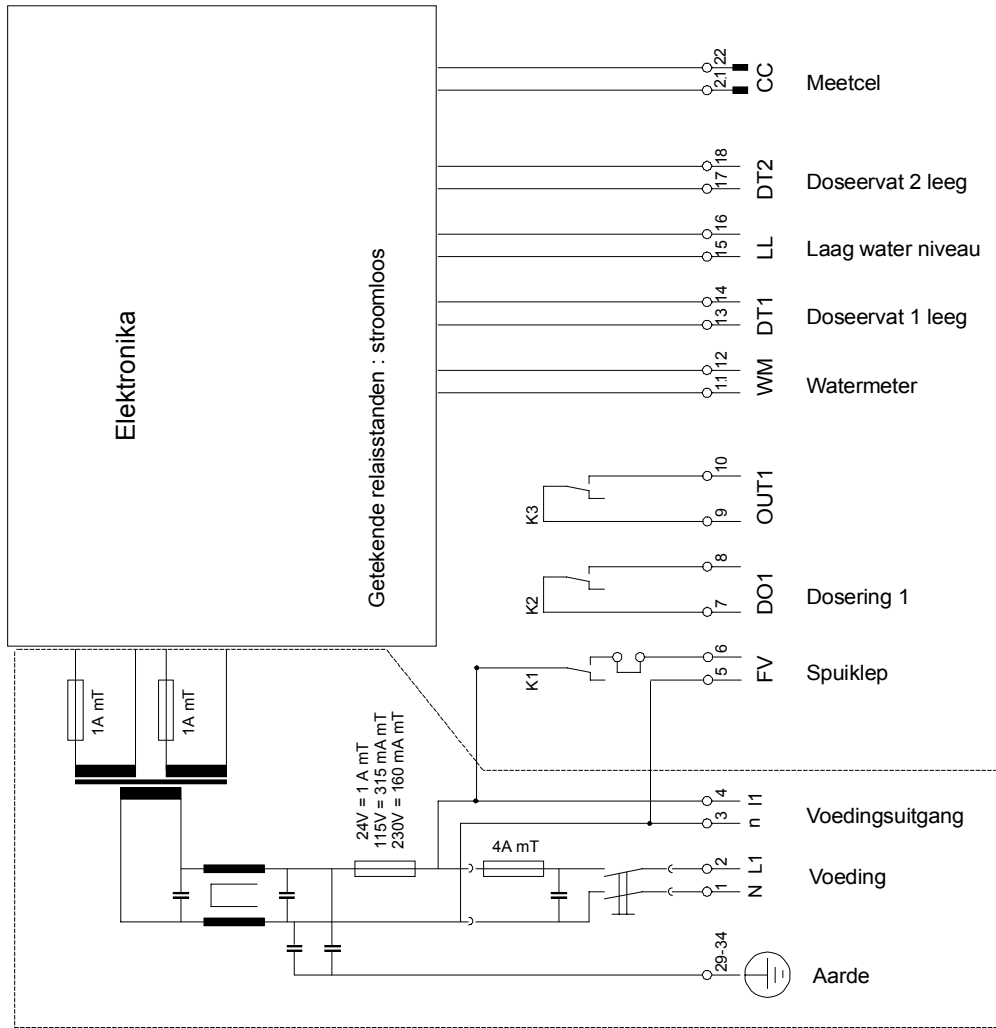 Elektronika
Getekende relaisstanden : stroomloos
22
21
CC
Meetcel
18
17
DT2
Doseervat 2 leeg
16
15
LL
Laag water niveau
14
13
DT1
Doseervat 1 leeg
12
11
WM
Watermeter
K3
10
9
OUT1
K2
8
7
DO1
Dosering 1
K1
6
5
FV
Spuiklep
1A mT
1A mT
24V = 1 A mT
115V = 315 mA mT
230V = 160 mA mT
4
3
l1
n
Voedingsuitgang
4A mT
2
1
L1
N
Voeding
29-34
Aarde